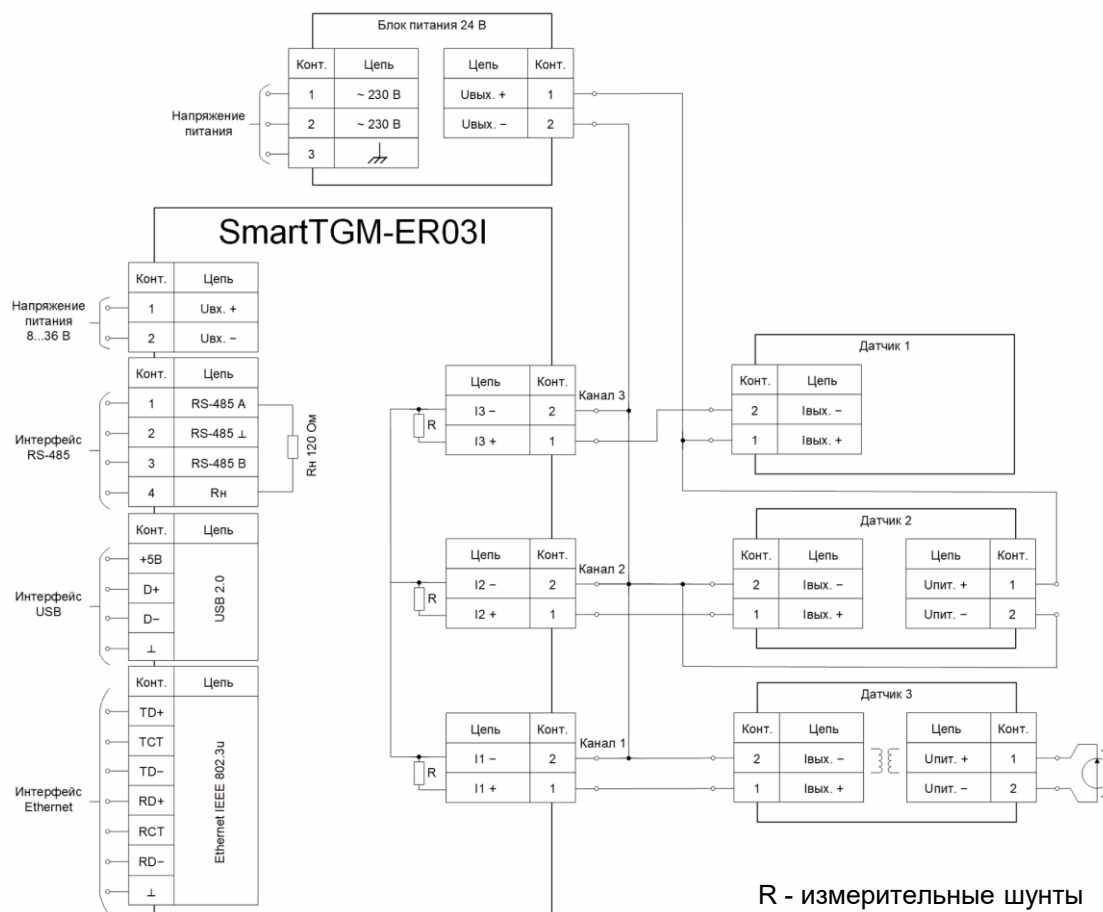 Блок питания 24 В
Конт. Цепь Цепь Конт.
1 ~ 230 В Uвых. + 1
2 ~ 230 В Uвых. − 2
3
Напряжение
питания
SmartTGM-ER03I
Конт. Цепь
1 Uвх. +
2 Uвх. −
Напряжение
питания
8...36 В
Конт. Цепь
1 RS-485 A
2 RS-485 ⊥
3 RS-485 B
4 Rн
Интерфейс
RS-485
Rн 120 Ом
Конт. Цепь
+5В
D+
D−
⊥
USB 2.0
Интерфейс
USB
Конт. Цепь
TD+
TCT
TD−
RD+
RCT
RD−
⊥
Ethernet IEEE 802.3u
Интерфейс
Ethernet
Цепь Конт.
I3 − 2
I3 + 1
R
Канал 3
Цепь Конт.
I2 − 2
I2 + 1
R
Канал 2
Цепь Конт.
I1 − 2
I1 + 1
R
Канал 1
Датчик 1
Конт. Цепь
2 Iвых. −
1 Iвых. +
Датчик 2
Конт. Цепь Цепь Конт.
2 Iвых. − Uпит. + 1
1 Iвых. + Uпит. − 2
Датчик 3
Конт. Цепь Цепь Конт.
2 Iвых. − Uпит. + 1
1 Iвых. + Uпит. − 2
R - измерительные шунты